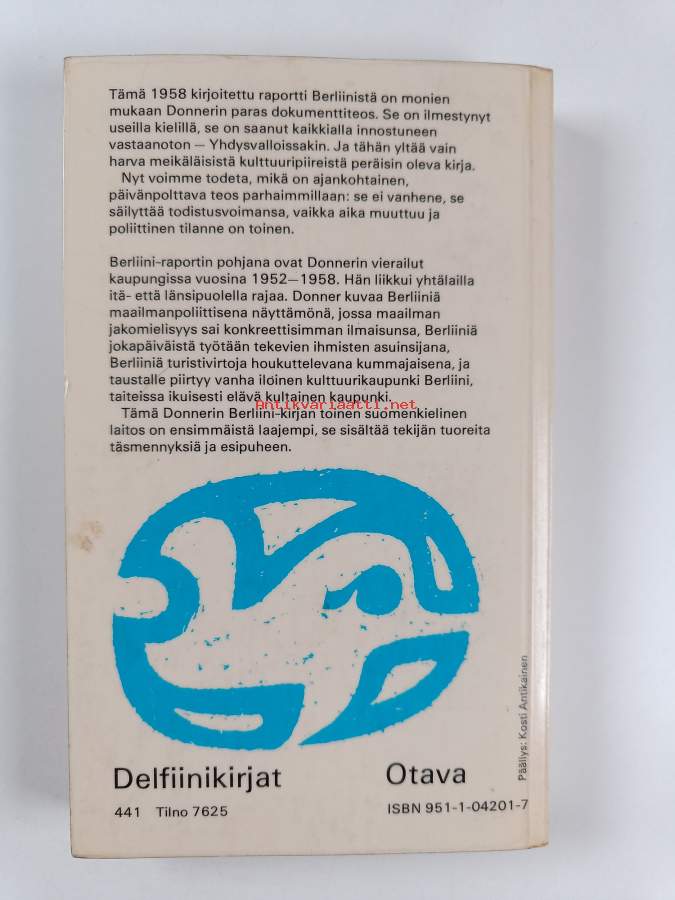 Tämä 1958 kirjoitettu raportti Berliinistä on monien
mukaan Donnerin paras dokumenttiteos. Se on ilmestynyt
useilla kielillä, se on saanut kaikkialla innostuneen
vastaanoton — Yhdysvalloissakin. Ja tähän yltää vain
harva meikäläisistä kulttuuripiireistä peräisin oleva kirja.
Nyt voimme todeta, mikä on ajankohtainen,
päivänpolttava teos parhaimmillaan: se ei vanhene, se
säilyttää todistusvoimansa, vaikka aika muuttuu ja
poliittinen tilanne on toinen.
Berliini-raportin pohjana ovat Donnerin vierailut
kaupungissa vuosina 1952—1958. Hän liikkui yhtälailla
itä- että länsipuolella rajaa. Donner kuvaa Berliiniä
maailmanpoliittisena näyttämönä, jossa maailman
jakomielisyys sai konkreettisimman ilmaisunsa, Berliiniä
jokapäiväistä työtään tekevien ihmisten asuinsijana,
Berliiniä turistivirtoja houkuttelevana kummajaisena, ja
taustalle piirtyy vanha iloinen kulttuurikaupunki Berliini,
taiteissa ikuisesti elävä kultainen kaupunki.
Antikvariaatti.net
Tämä Donnerin Berliini-kirjan toinen suomenkielinen
laitos on ensimmäistä laajempi, se sisältää tekijän tuoreita
täsmennyksiä ja esipuheen.
Päällys: Kosti Antikainen
Delfiinikirjat
Otava
441 Tilno 7625
ISBN 951-1-04201-7